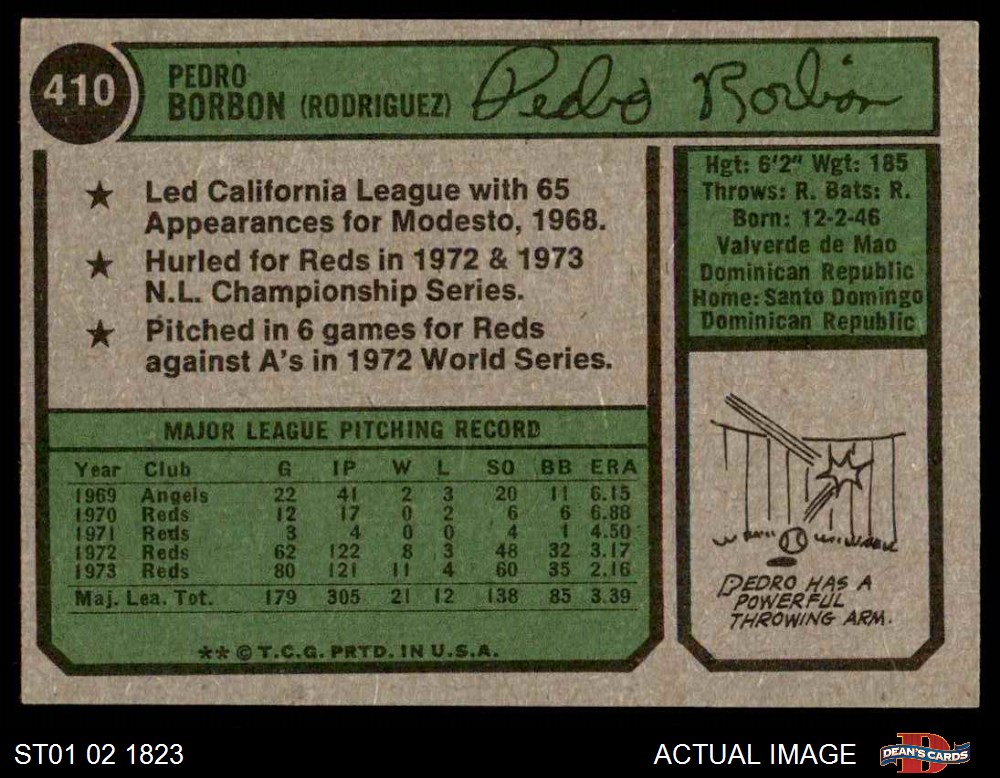 410
PEDRO
BORBON (RODRIGUEZ)
Pedro Borbon
★ Led California League with 65
Appearances for Modesto, 1968.
★ Hurled for Reds in 1972 & 1973
N.L. Championship Series.
★ Pitched in 6 games for Reds
against A's in 1972 World Series.
MAJOR LEAGUE PITCHING RECORD
Year Club G IP W L SO BB ERA
1969 Angels 22 41 2 3 20 11 6.15
1970 Reds 12 17 0 2 6 6 6.88
1971 Reds 3 4 0 0 4 1 4.50
1972 Reds 62 122 8 3 48 32 3.17
1973 Reds 80 121 11 4 60 35 2.16
Maj. Lea. Tot. 179 305 21 12 138 85 3.39
** © T.C.G. PRTD. IN U.S.A.
Hgt: 6'2" Wgt: 185
Throws: R. Bats: R.
Born: 12-2-46
Valverde de Mao
Dominican Republic
Home: Santo Domingo
Dominican Republic
PEDRO HAS A
POWERFUL
THROWING ARM.
ST01 02 1823
ACTUAL IMAGE
D
DEAN'S CARDS